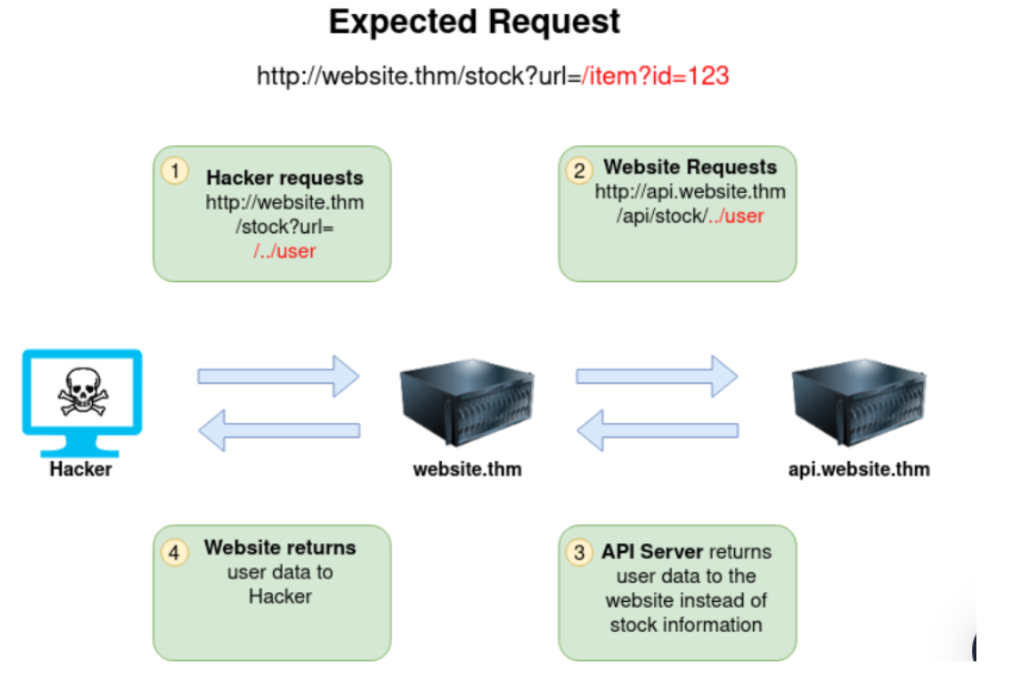 Expected Request
http://website.thm/stock?url=/item?id=123
1
Hacker requests
http://website.thm
/stock?url=
/../user
2
Website Requests
http://api.website.thm
/api/stock/../user
Hacker
website.thm
api.website.thm
4
Website returns
user data to
Hacker
3
API Server returns
user data to the
website instead of
stock information